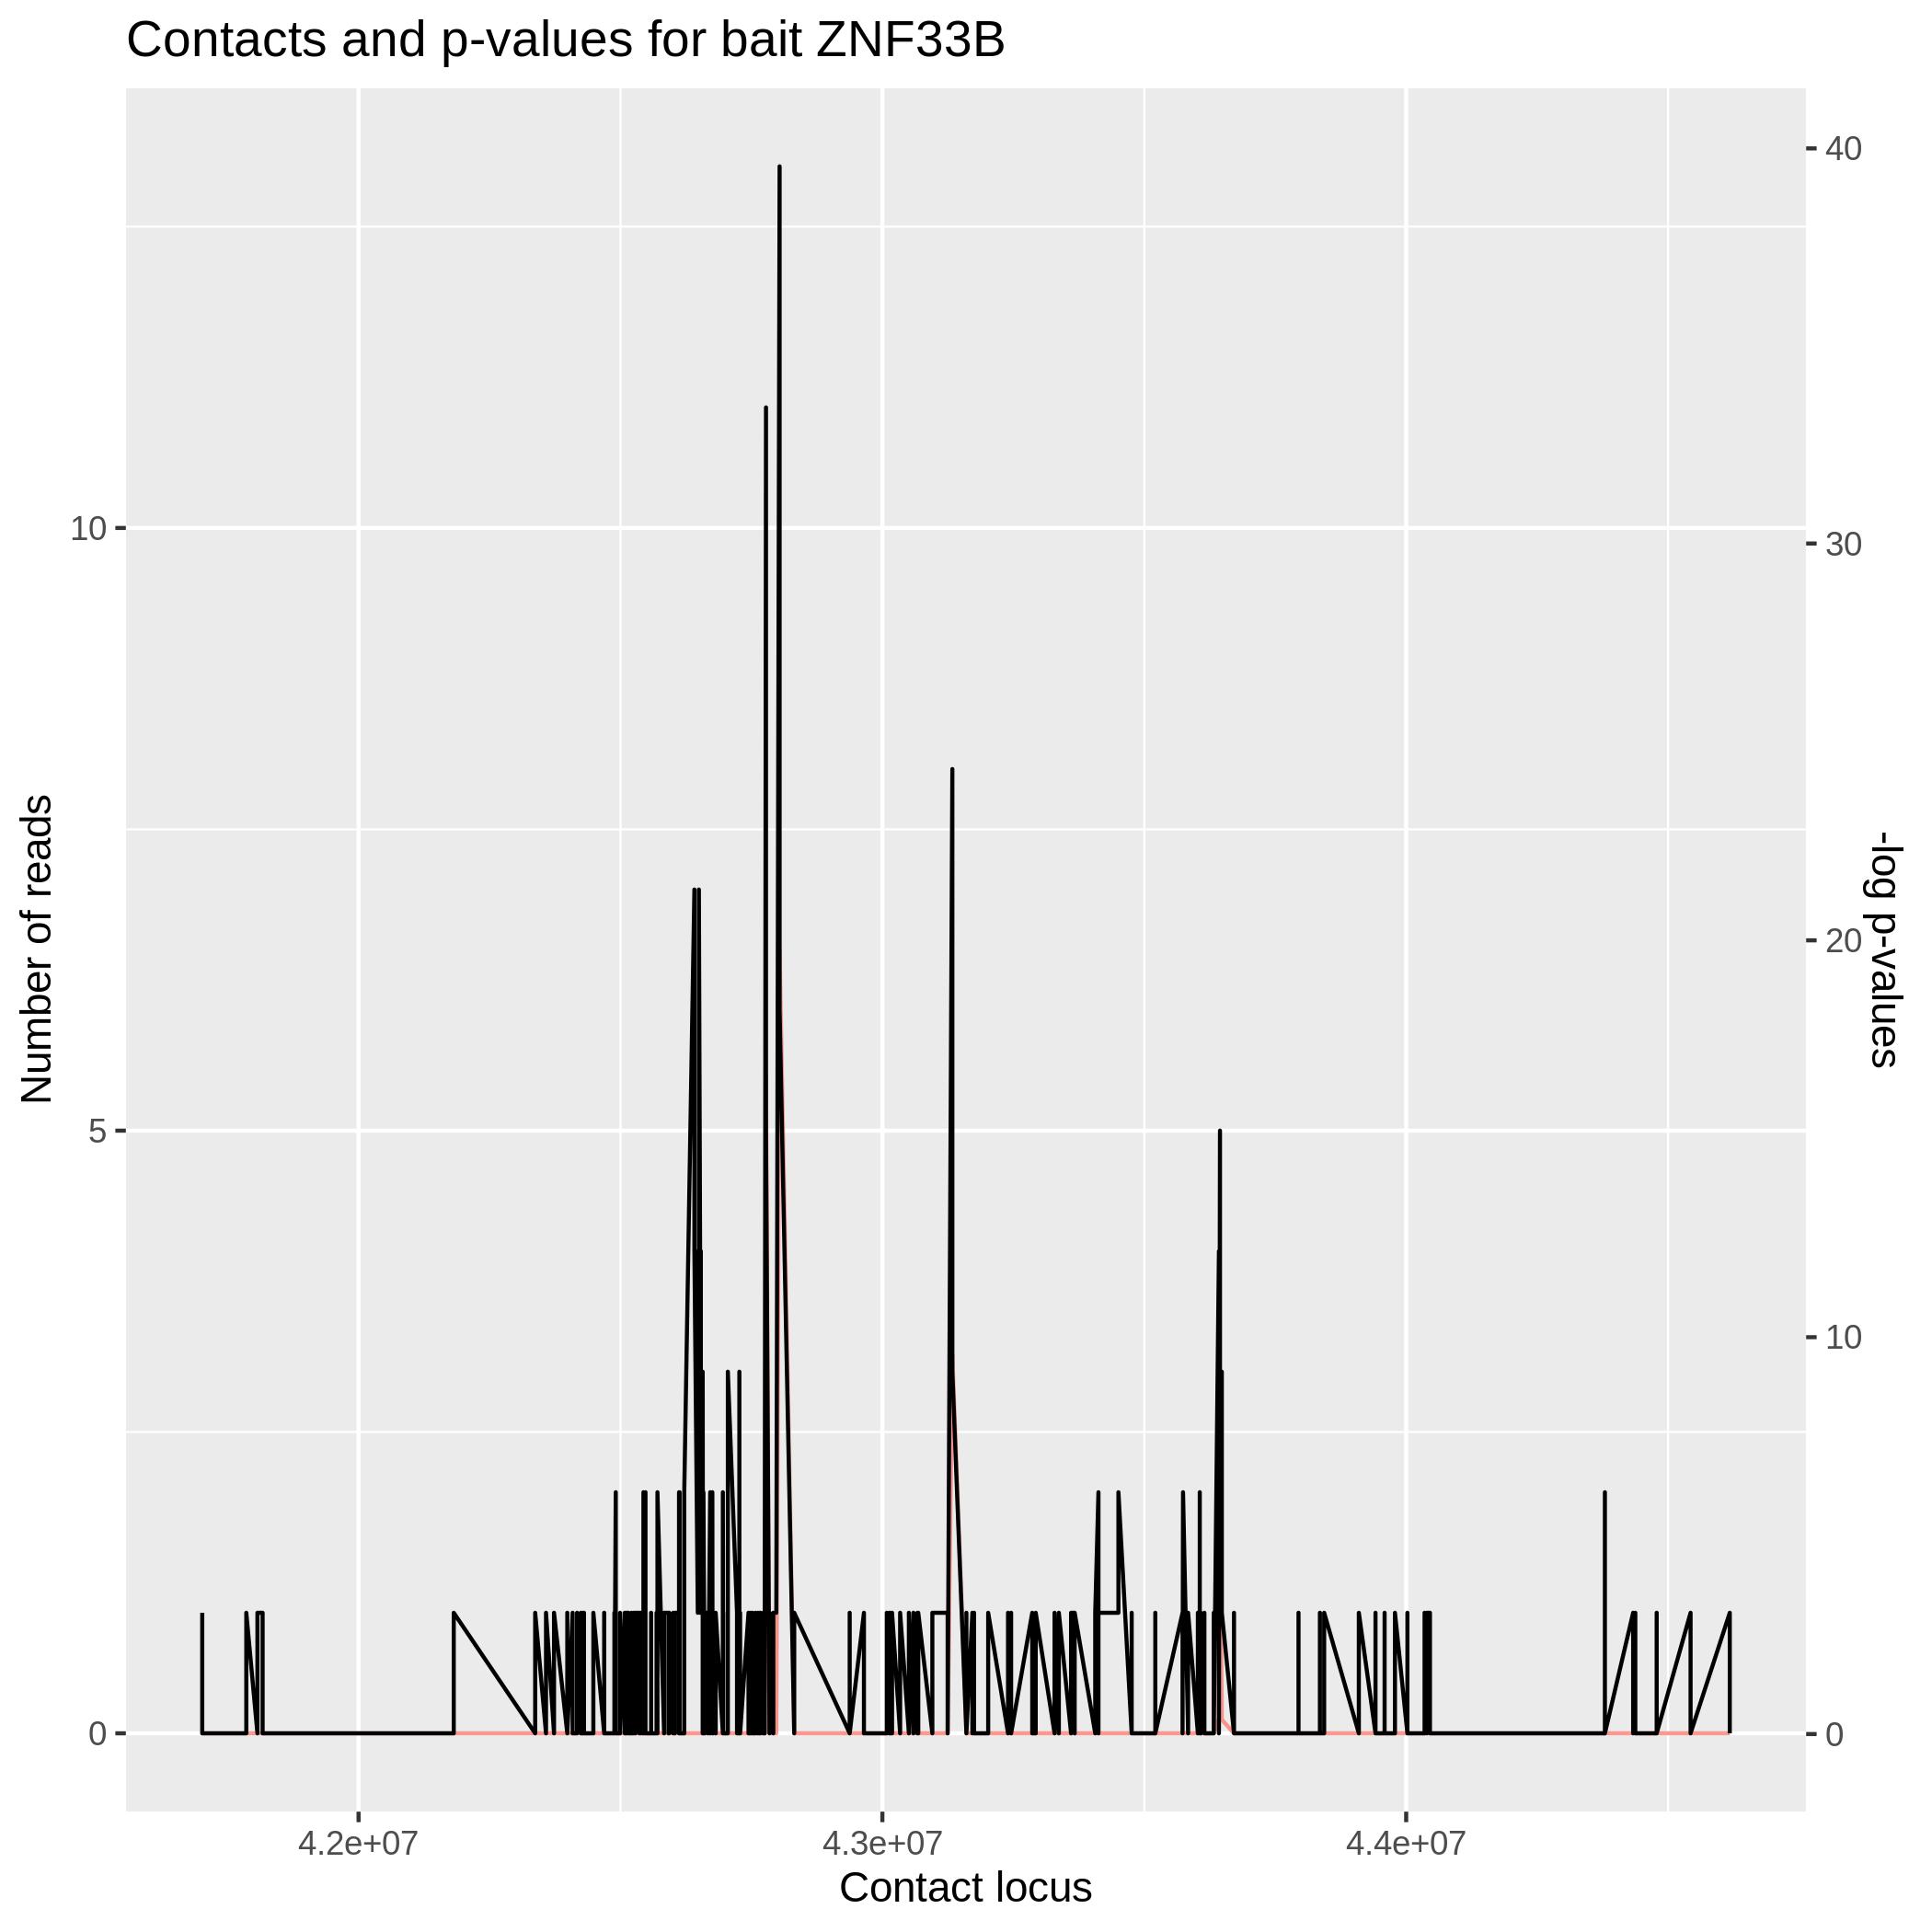 Contacts and p-values for bait ZNF33B
40
10
30
Number of reads
-log p-values
20
5
10
0
0
4.2e+07
4.3e+07
4.4e+07
Contact locus